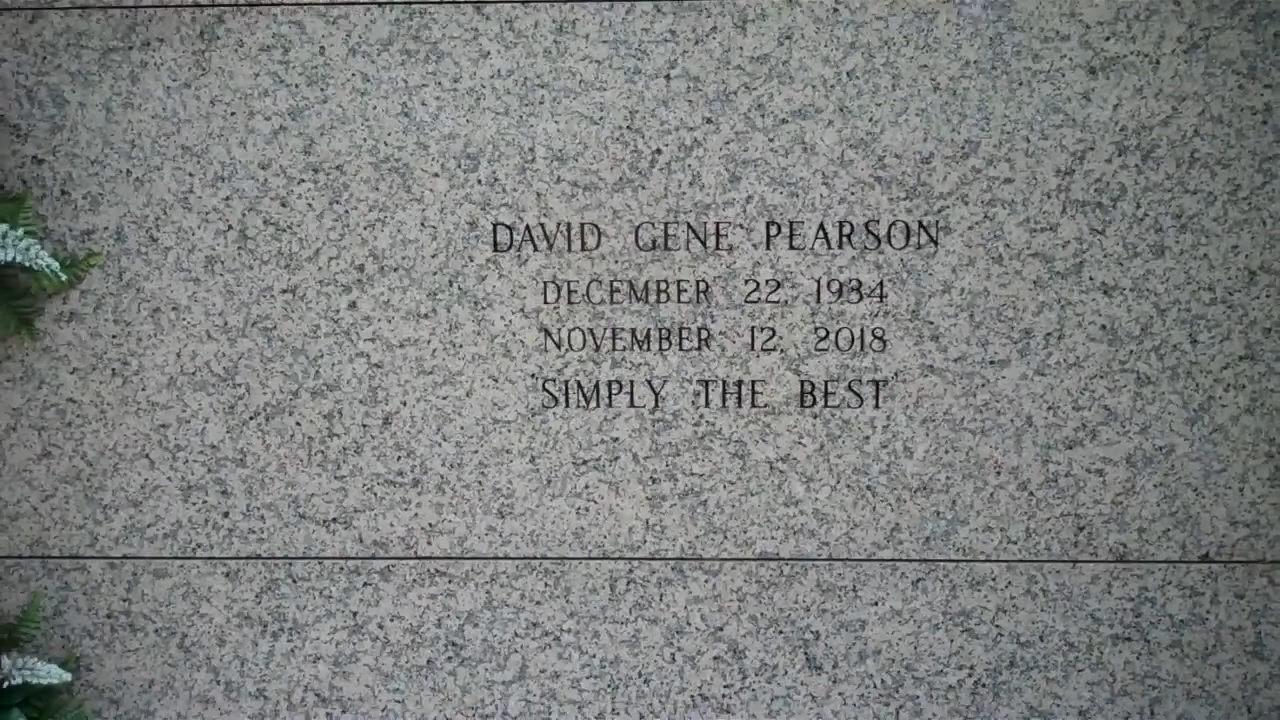 DAVID GENE PEARSON
DECEMBER 22, 1934
NOVEMBER 12, 2018
"SIMPLY THE BEST"